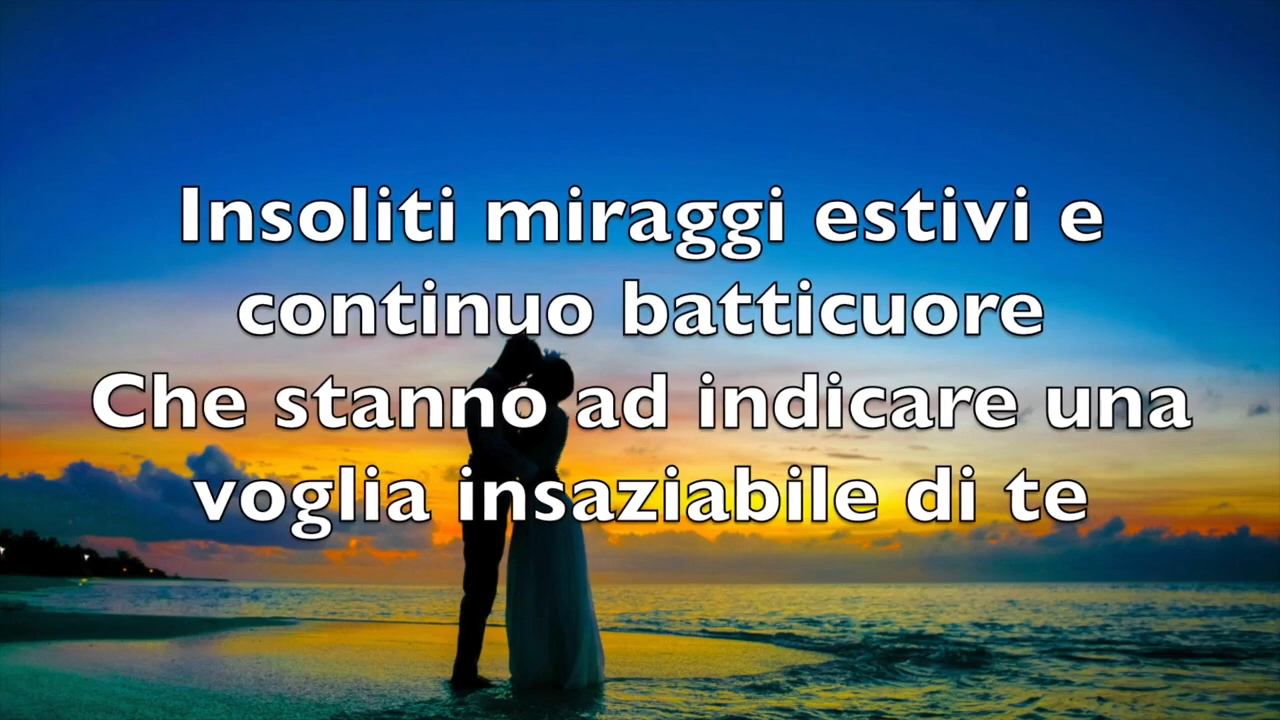 Insoliti miraggi estivi e
continuo batticuore
Che stanno ad indicare una
voglia insaziabile di te